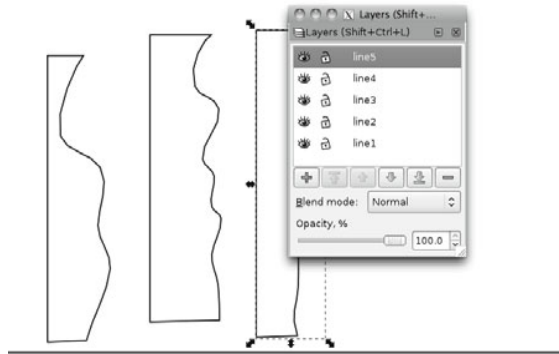 Layers (Shift+...
Layers (Shift+Ctrl+L)
line5
line4
line3
line2
line1
Blend mode: Normal
Opacity, %
100.0